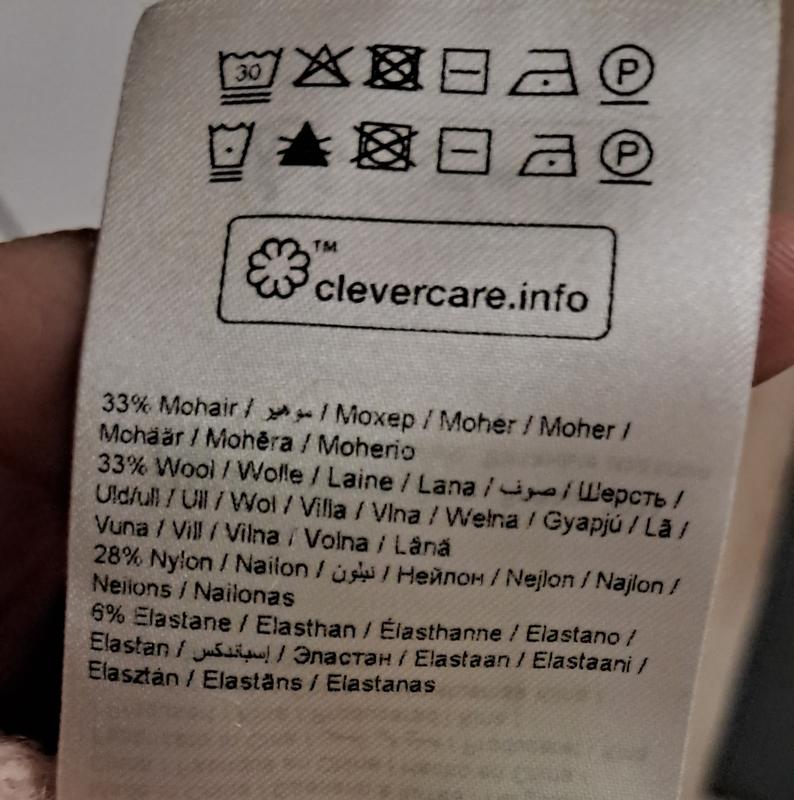 30 P
P
™
clevercare.info
33% Mohair / موهير / Мохер / Moher / Moher /
Mohäär / Mohēra / Moherio
33% Wool / Wolle / Laine / Lana / صوف / Шерсть /
Uld/ull / Ull / Wol / Villa / Vlna / Wełna / Gyapjú / Lã /
Vuna / Vill / Vilna / Volna / Lână
28% Nylon / Nailon / نيلون / Нейлон / Nejlon / Najlon /
Neilons / Nailonas
6% Elastane / Elasthan / Élasthanne / Elastano /
Elastan / إسباندكس / Эластан / Elastaan / Elastaani /
Elasztán / Elastāns / Elastanas